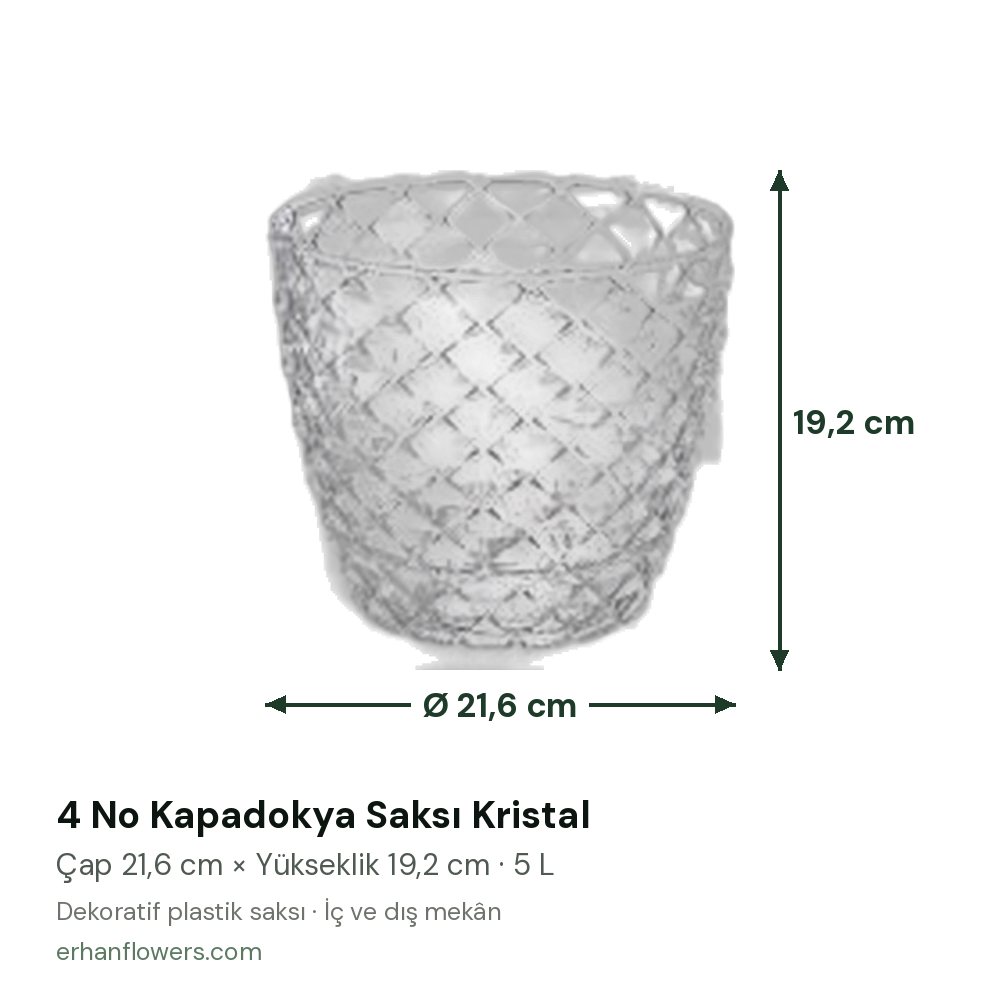 19,2 cm
Ø 21,6 cm
4 No Kapadokya Saksı Kristal
Çap 21,6 cm × Yükseklik 19,2 cm · 5 L
Dekoratif plastik saksı · İç ve dış mekân
erhanflowers.com